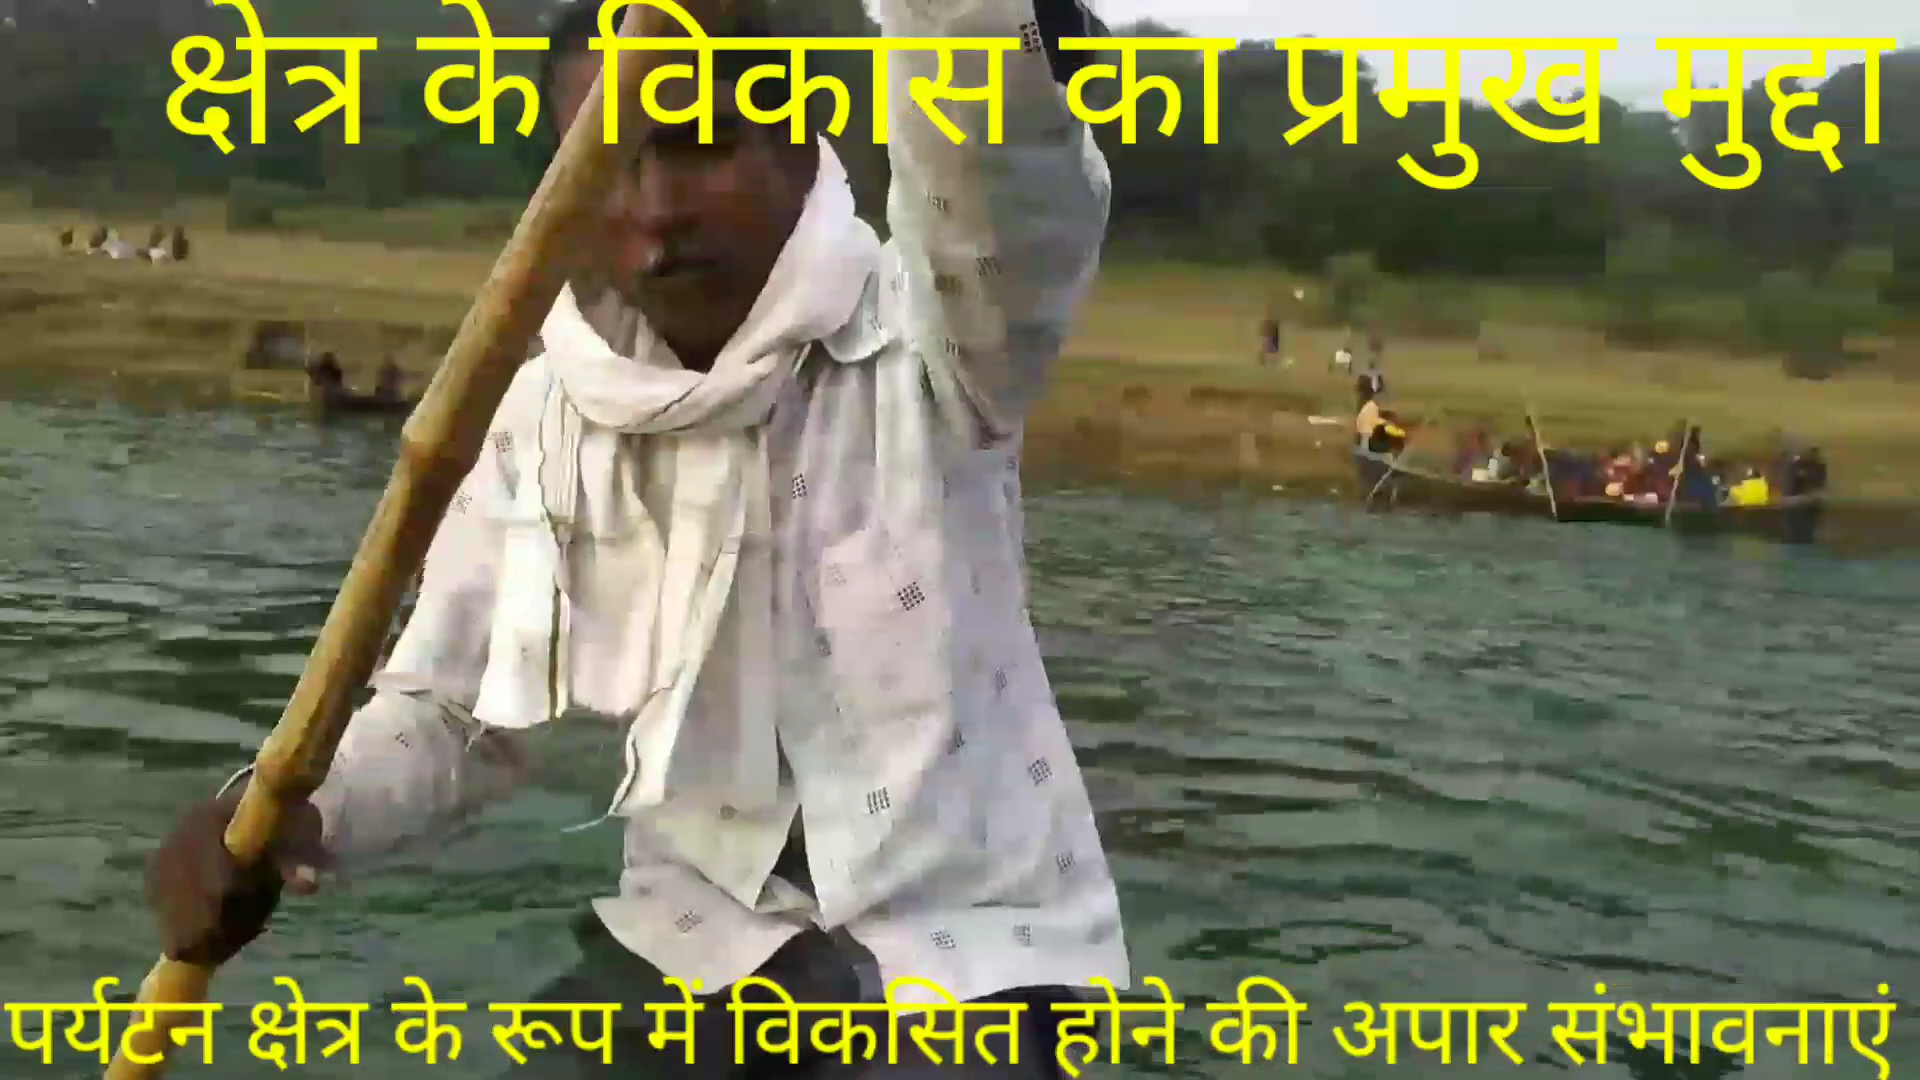 क्षेत्र के विकास का प्रमुख मुद्दा
पर्यटन क्षेत्र के रूप में विकसित होने की अपार संभावनाएं